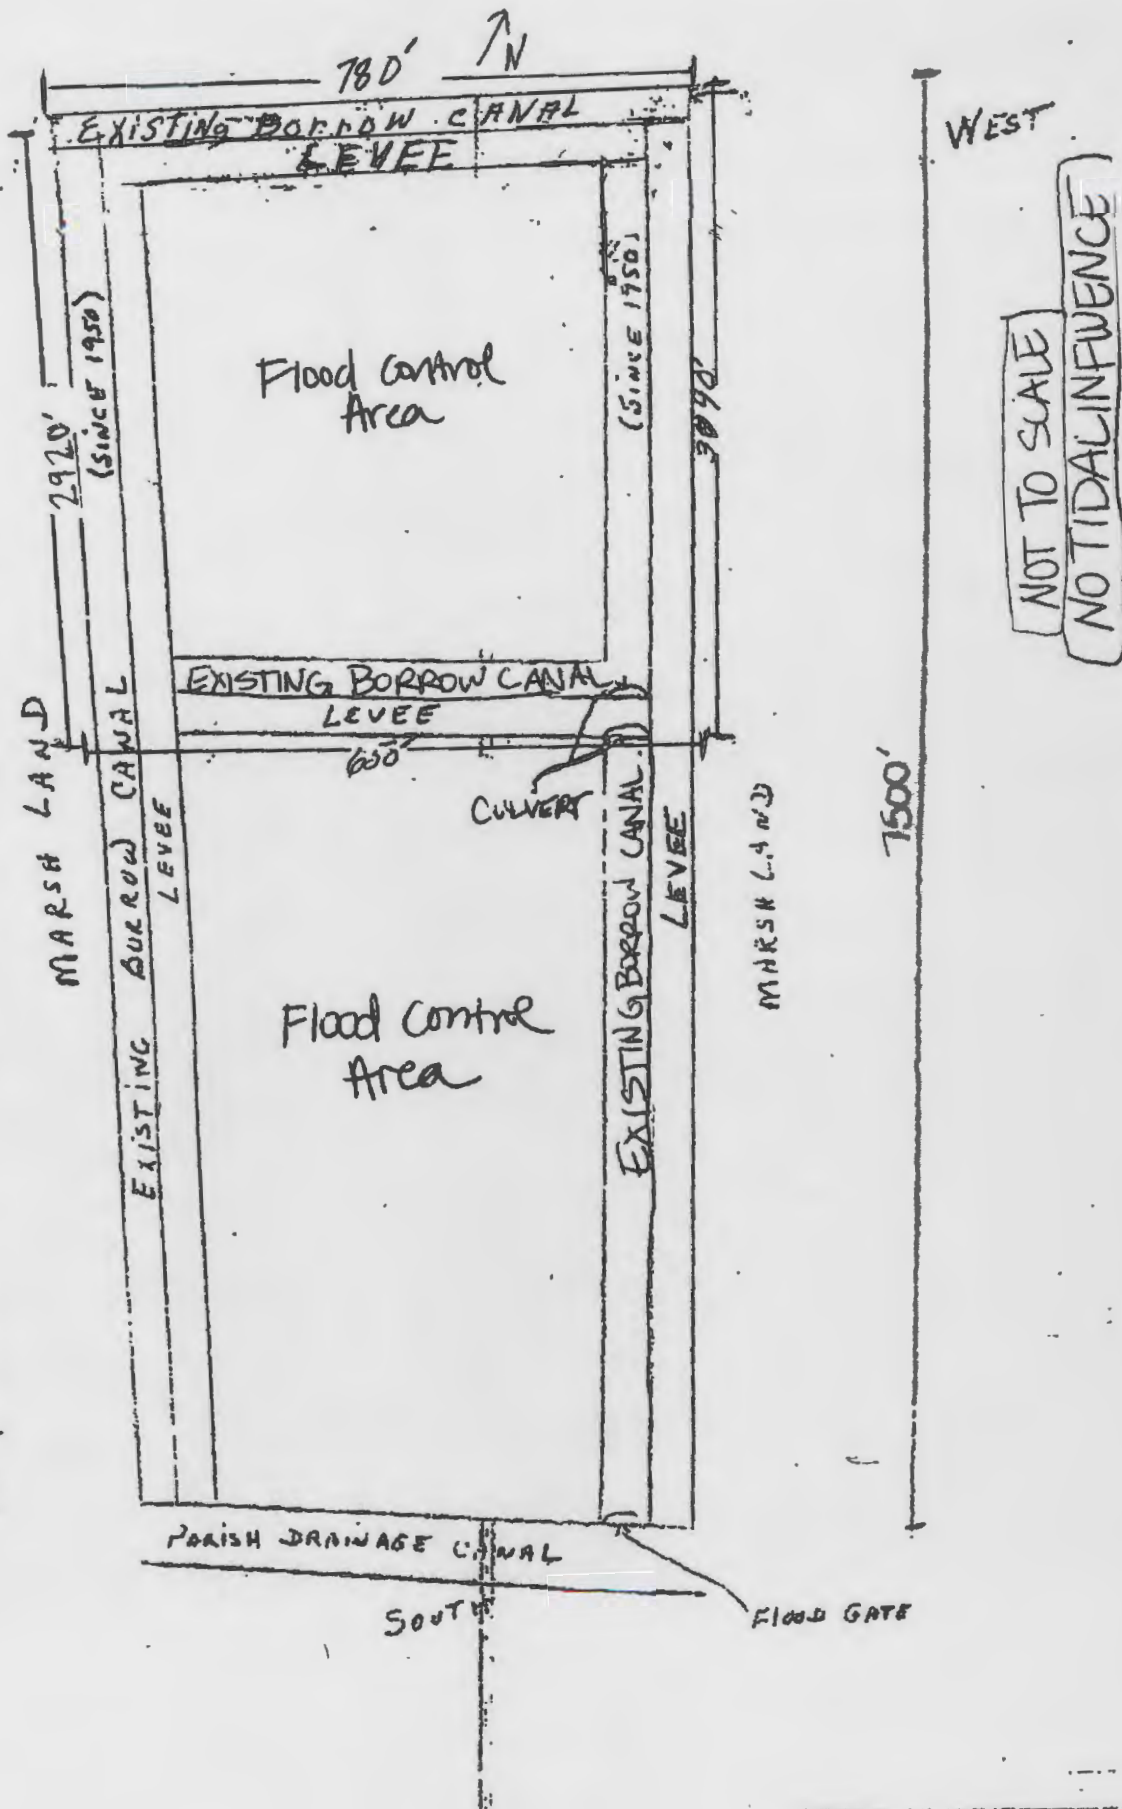 N
780'
EXISTING BORROW CANAL
LEVEE
WEST
(SINCE 1950)
2920'
(SINCE 1950)
3090'
Flood Control
Area
NOT TO SCALE
NO TIDAL INFLUENCE
EXISTING BORROW CANAL
LEVEE
600'
CULVERT
MARSH LAND
EXISTING BURROW CANAL
LEVEE
EXISTING BORROW CANAL
LEVEE
MARSH LAND
7500'
Flood Control
Area
PARISH DRAINAGE CANAL
SOUTH
FLOOD GATE